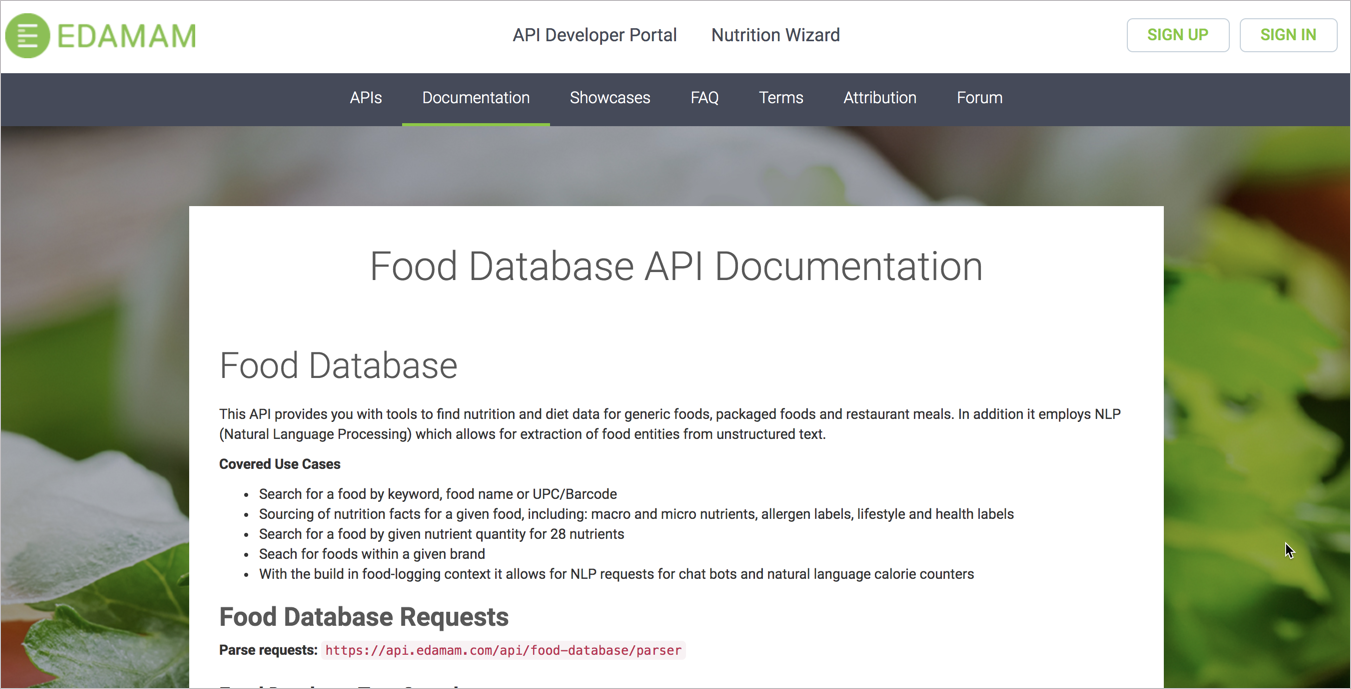 EDAMAM
API Developer Portal
Nutrition Wizard
SIGN UP
SIGN IN
APIs
Documentation
Showcases
FAQ
Terms
Attribution
Forum
Food Database API Documentation
Food Database
This API provides you with tools to find nutrition and diet data for generic foods, packaged foods and restaurant meals. In addition it employs NLP
(Natural Language Processing) which allows for extraction of food entities from unstructured text.
Covered Use Cases
• Search for a food by keyword, food name or UPC/Barcode
• Sourcing of nutrition facts for a given food, including: macro and micro nutrients, allergen labels, lifestyle and health labels
• Search for a food by given nutrient quantity for 28 nutrients
• Seach for foods within a given brand
• With the build in food-logging context it allows for NLP requests for chat bots and natural language calorie counters
Food Database Requests
Parse requests: https://api.edamam.com/api/food-database/parser